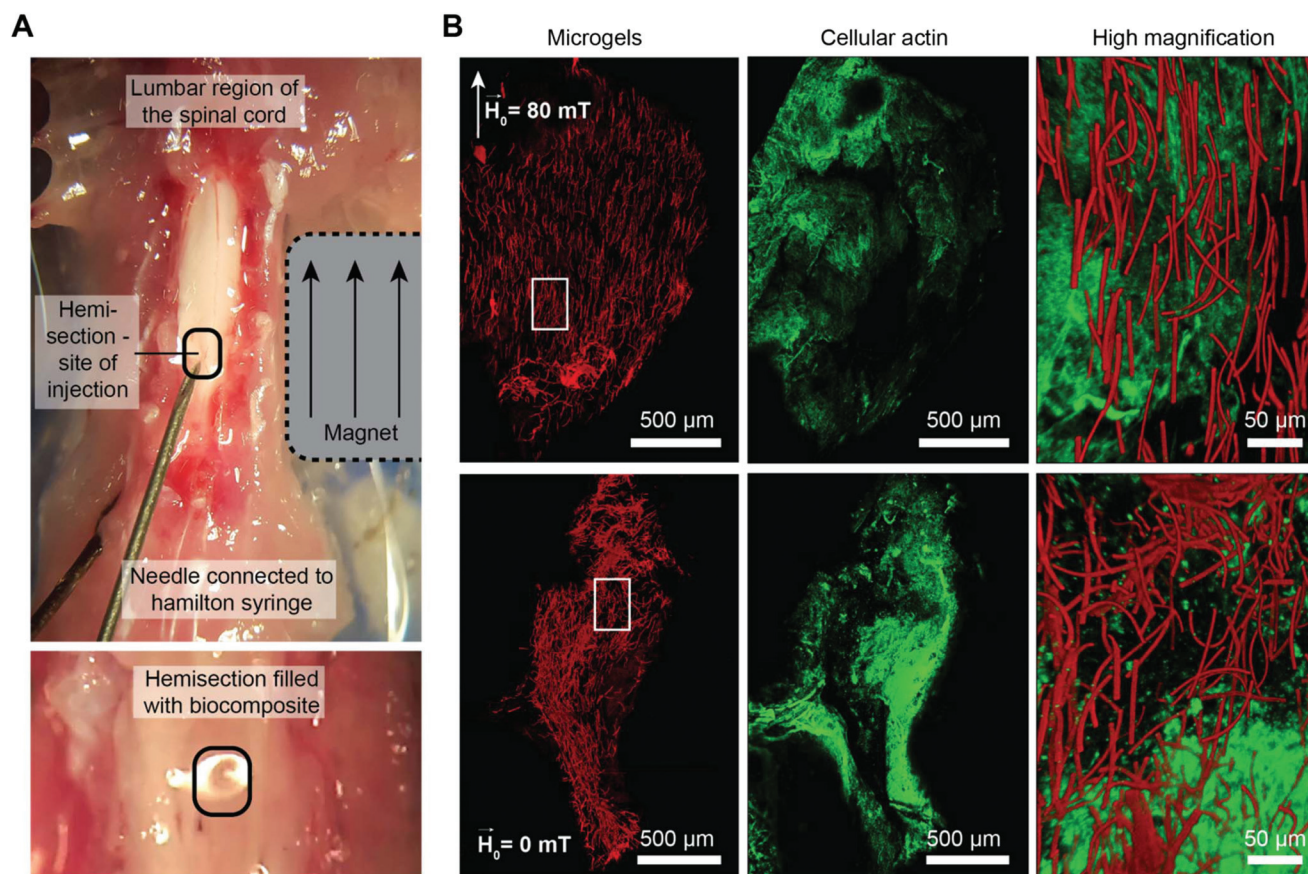 A
Lumbar region of
the spinal cord
Hemi-
section -
site of
injection
Magnet
Needle connected to
hamilton syringe
Hemisection filled
with biocomposite
B
Microgels
Cellular actin
High magnification
H₀= 80 mT
500 µm
500 µm
50 µm
H₀= 0 mT
500 µm
500 µm
50 µm